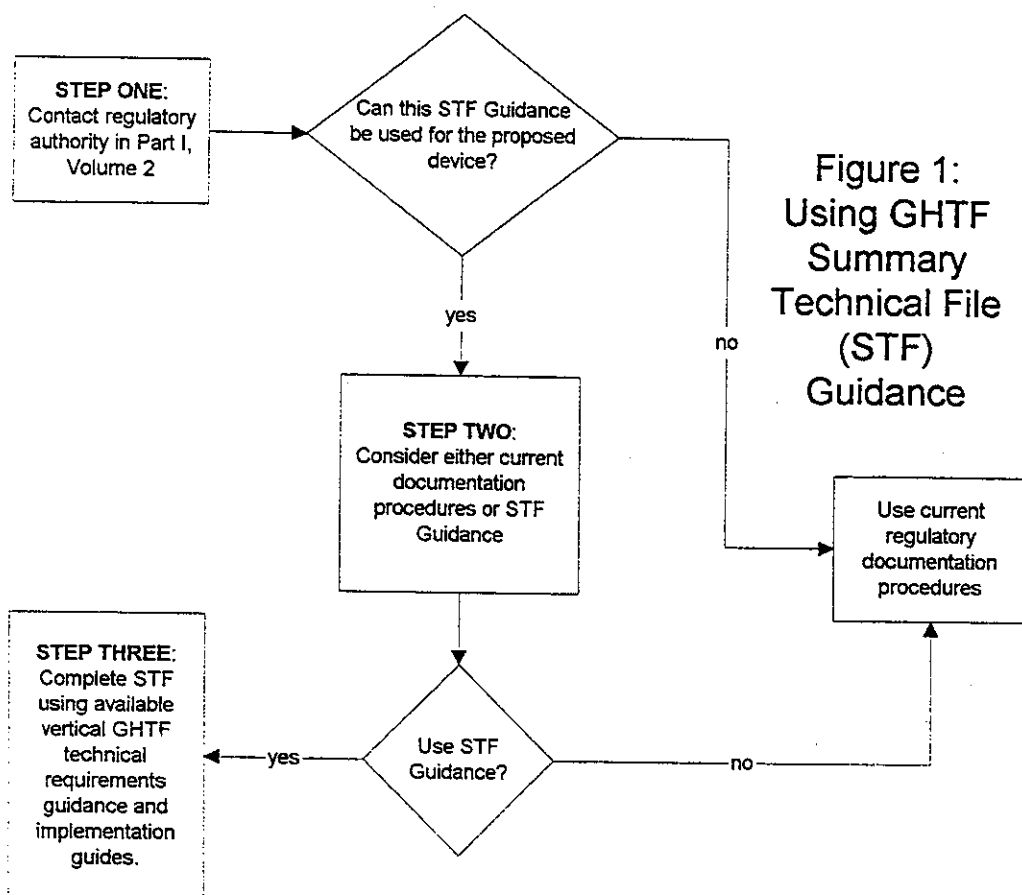 STEP ONE:
Contact regulatory
authority in Part I,
Volume 2
Can this STF Guidance
be used for the proposed
device?
Figure 1:
Using GHTF
Summary
Technical File
(STF)
Guidance
yes
no
STEP TWO:
Consider either current
documentation
procedures or STF
Guidance
Use current
regulatory
documentation
procedures
STEP THREE:
Complete STF
using available
vertical GHTF
technical
requirements
guidance and
implementation
guides.
yes
Use STF
Guidance?
no